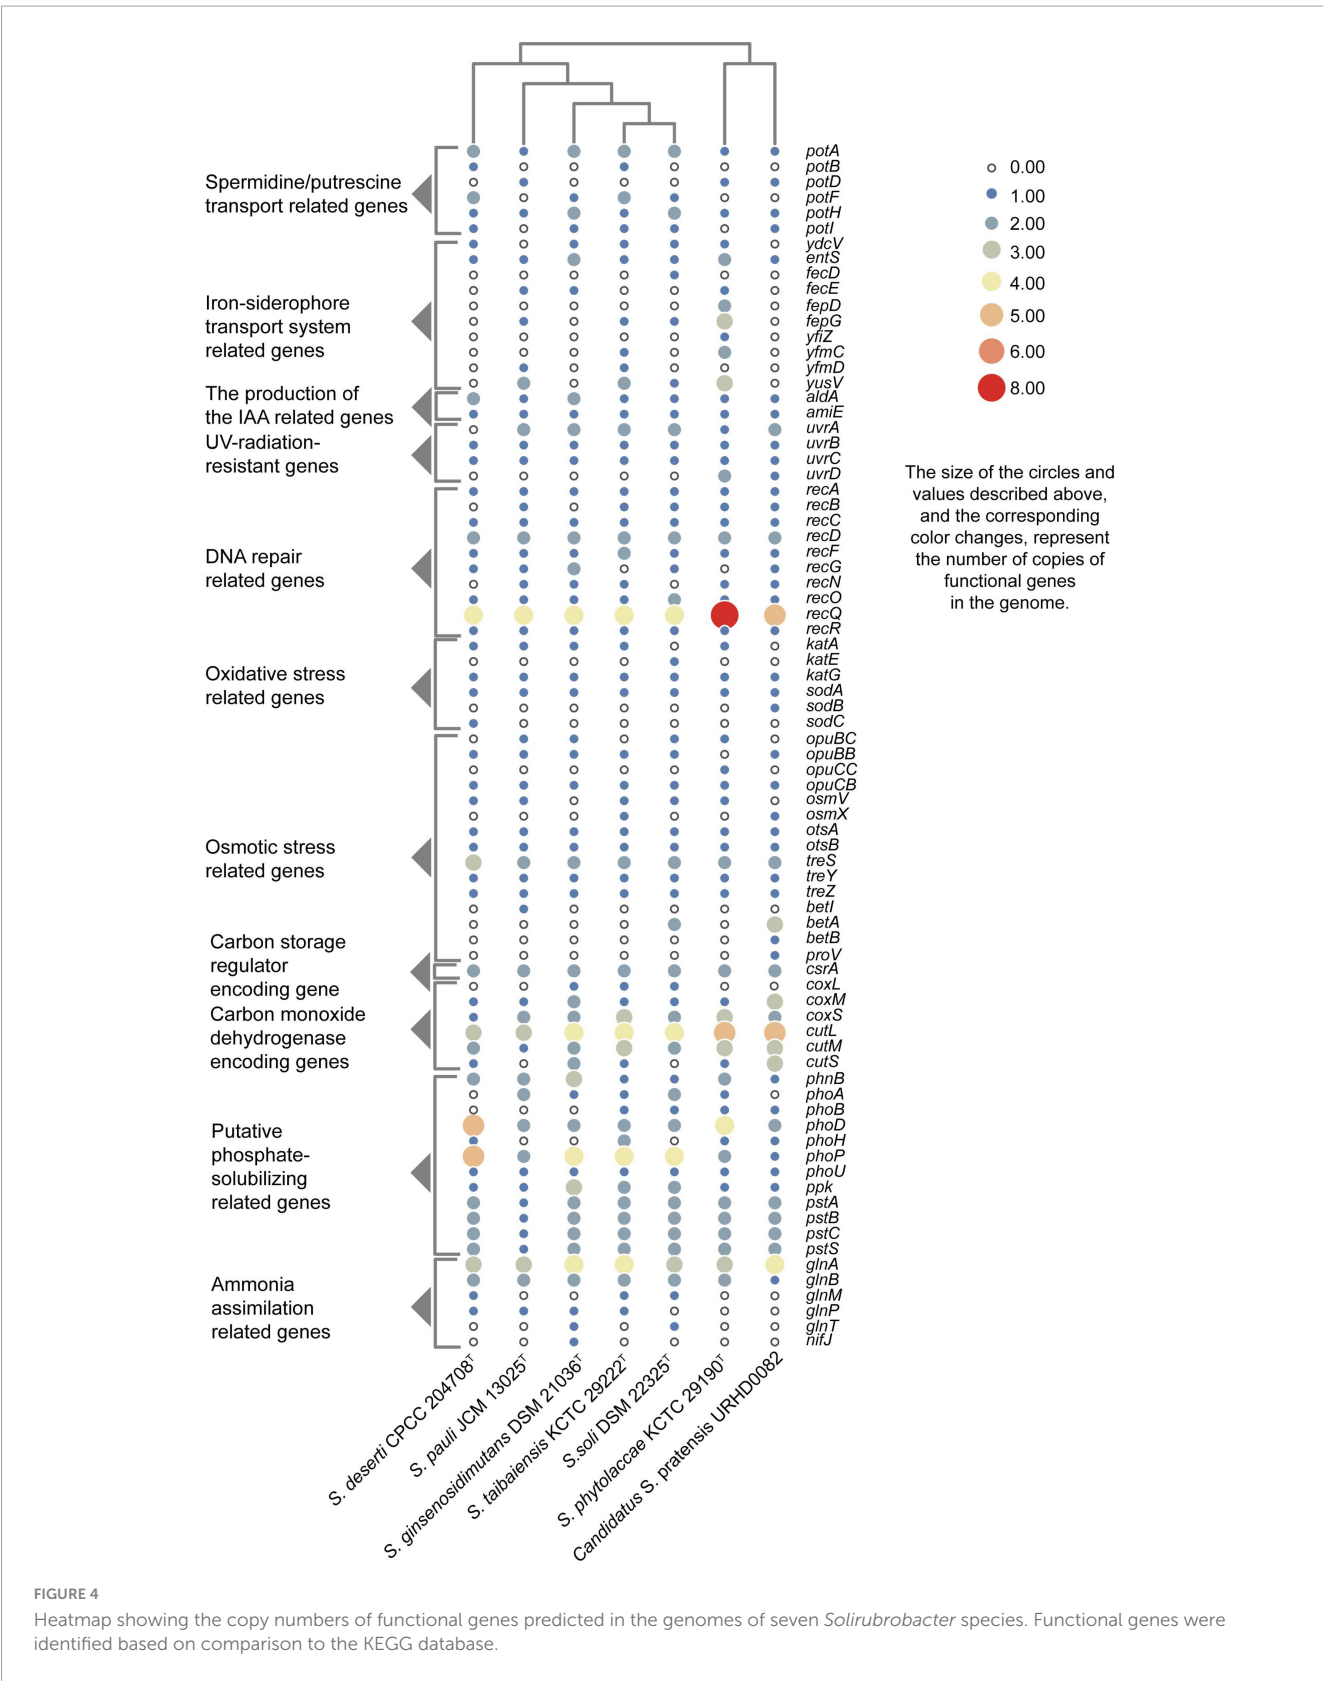 Spermidine/putrescine
transport related genes
Iron-siderophore
transport system
related genes
The production of
the IAA related genes
UV-radiation-
resistant genes
DNA repair
related genes
Oxidative stress
related genes
Osmotic stress
related genes
Carbon storage
regulator
encoding gene
Carbon monoxide
dehydrogenase
encoding genes
Putative
phosphate-
solubilizing
related genes
Ammonia
assimilation
related genes
potA
potB
potD
potF
potH
potI
ydcV
entS
fecD
fecE
fepD
fepG
yfiZ
yfmC
yfmD
yusV
aldA
amiE
uvrA
uvrB
uvrC
uvrD
recA
recB
recC
recD
recF
recG
recN
recO
recQ
recR
katA
katE
katG
sodA
sodB
sodC
opuBC
opuBB
opuCC
opuCB
osmV
osmX
otsA
otsB
treS
treY
treZ
betI
betA
betB
proV
csrA
coxL
coxM
coxS
cutL
cutM
cutS
phnB
phoA
phoB
phoD
phoH
phoP
phoU
ppk
pstA
pstB
pstC
pstS
glnA
glnB
glnM
glnP
glnT
nifJ
0.00
1.00
2.00
3.00
4.00
5.00
6.00
8.00
The size of the circles and
values described above,
and the corresponding
color changes, represent
the number of copies of
functional genes
in the genome.
S. deserti CPCC 204708T
S. pauli JCM 13025T
S. ginsenosidimutans DSM 21036T
S. taibaiensis KCTC 29222T
S.soli DSM 22325T
S. phytolaccae KCTC 29190T
Candidatus S. pratensis URHD0082
FIGURE 4
Heatmap showing the copy numbers of functional genes predicted in the genomes of seven Solirubrobacter species. Functional genes were
identified based on comparison to the KEGG database.